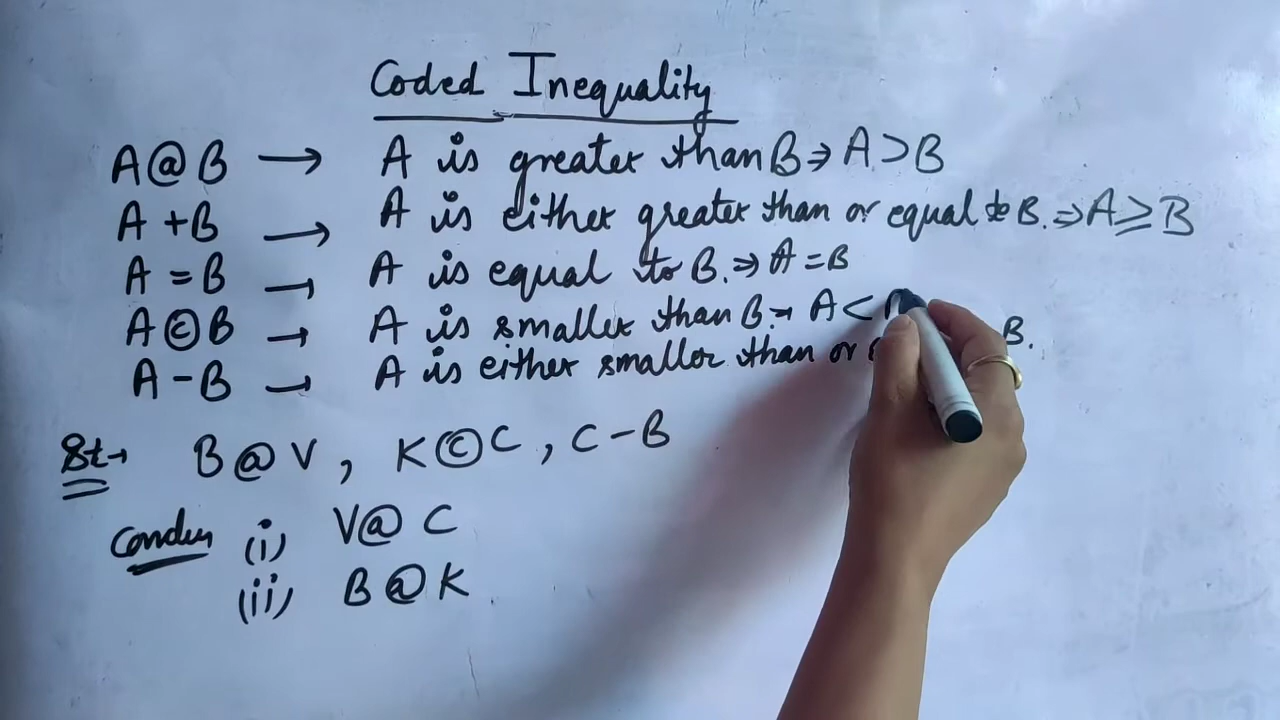 Coded Inequality
A @ B → A is greater than B ⇒ A > B
A + B → A is either greater than or equal to B. ⇒ A ≥ B
A = B → A is equal to B. ⇒ A = B
A © B → A is smaller than B. → A <
A - B → A is either smaller than or B.
St→ B @ V, K © C, C - B
(i) V @ C
(ii) B @ K